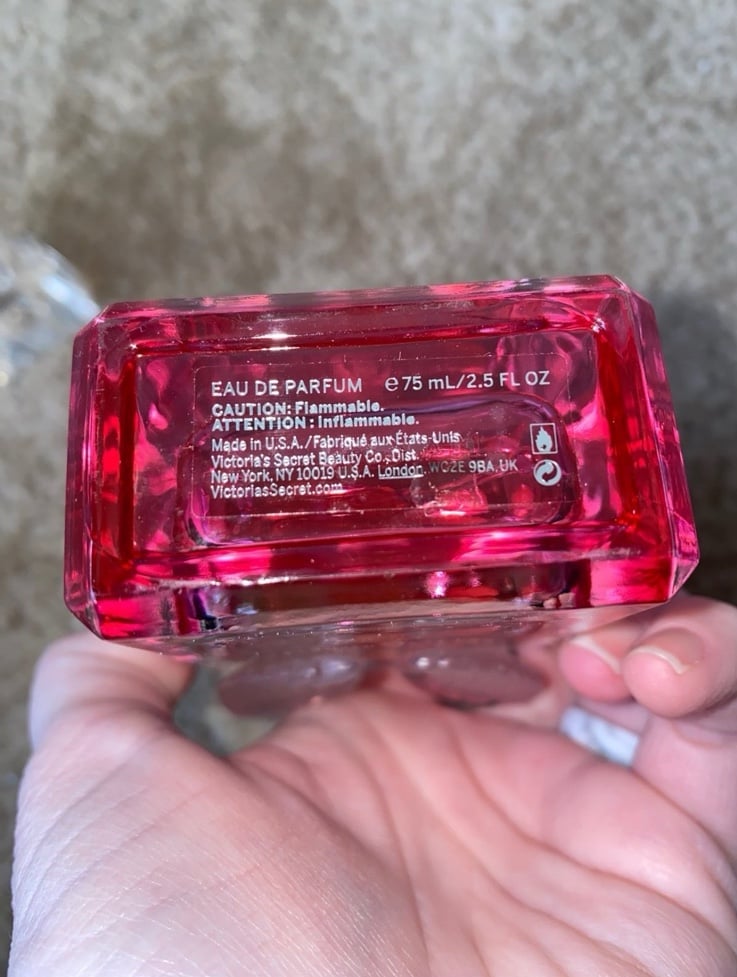 EAU DE PARFUM ℮ 75 mL/2.5 FL OZ
CAUTION: Flammable.
ATTENTION : Inflammable.
Made in U.S.A./Fabriqué aux États-Unis
Victoria's Secret Beauty Co., Dist.
New York, NY 10019 U.S.A. London, WC2E 9BA, UK
VictoriasSecret.com